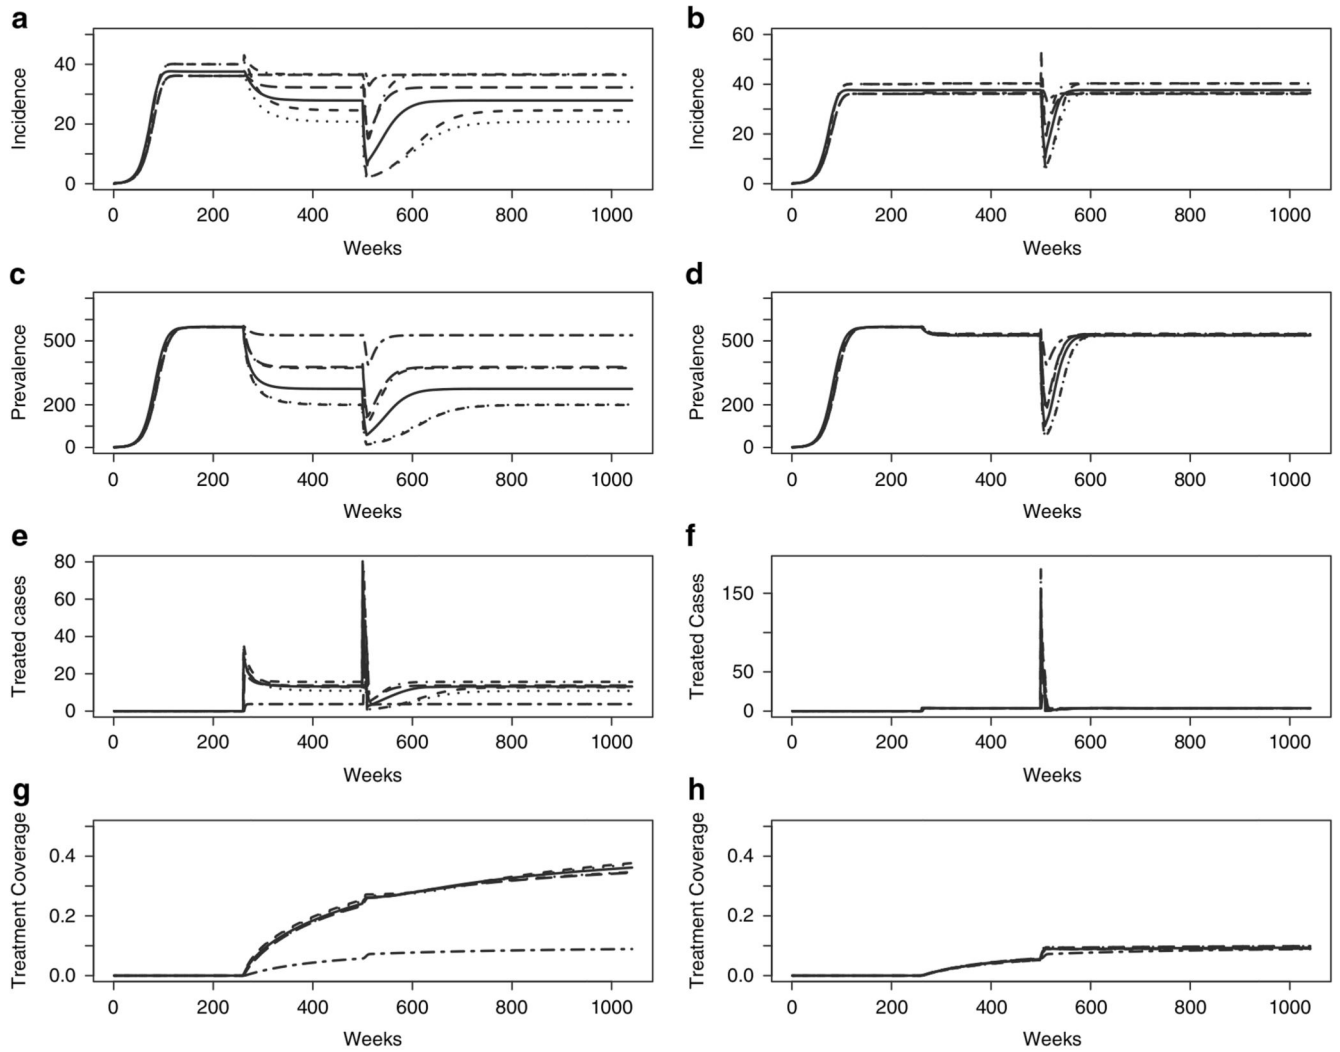 a
Incidence
40
20
0
0 200 400 600 800 1000
Weeks
b
Incidence
60
40
20
0
0 200 400 600 800 1000
Weeks
c
Prevalence
500
200
0
0 200 400 600 800 1000
Weeks
d
Prevalence
500
200
0
0 200 400 600 800 1000
Weeks
e
Treated cases
80
60
40
20
0
0 200 400 600 800 1000
Weeks
f
Treated Cases
150
50
0
0 200 400 600 800 1000
Weeks
g
Treatment Coverage
0.4
0.2
0.0
0 200 400 600 800 1000
Weeks
h
Treatment Coverage
0.4
0.2
0.0
0 200 400 600 800 1000
Weeks